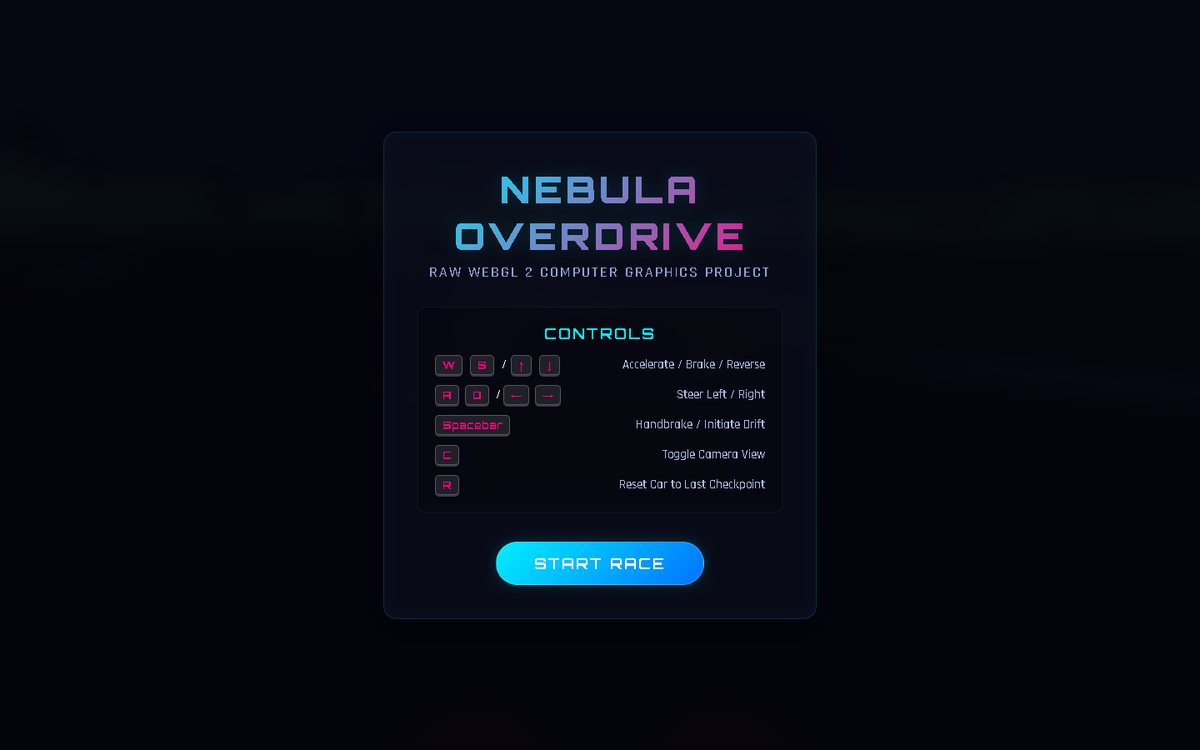 NEBULA
OVERDRIVE
RAW WEBGL 2 COMPUTER GRAPHICS PROJECT
CONTROLS
W S / ↑ ↓ Accelerate / Brake / Reverse
A D / ← → Steer Left / Right
Spacebar Handbrake / Initiate Drift
C Toggle Camera View
R Reset Car to Last Checkpoint
START RACE